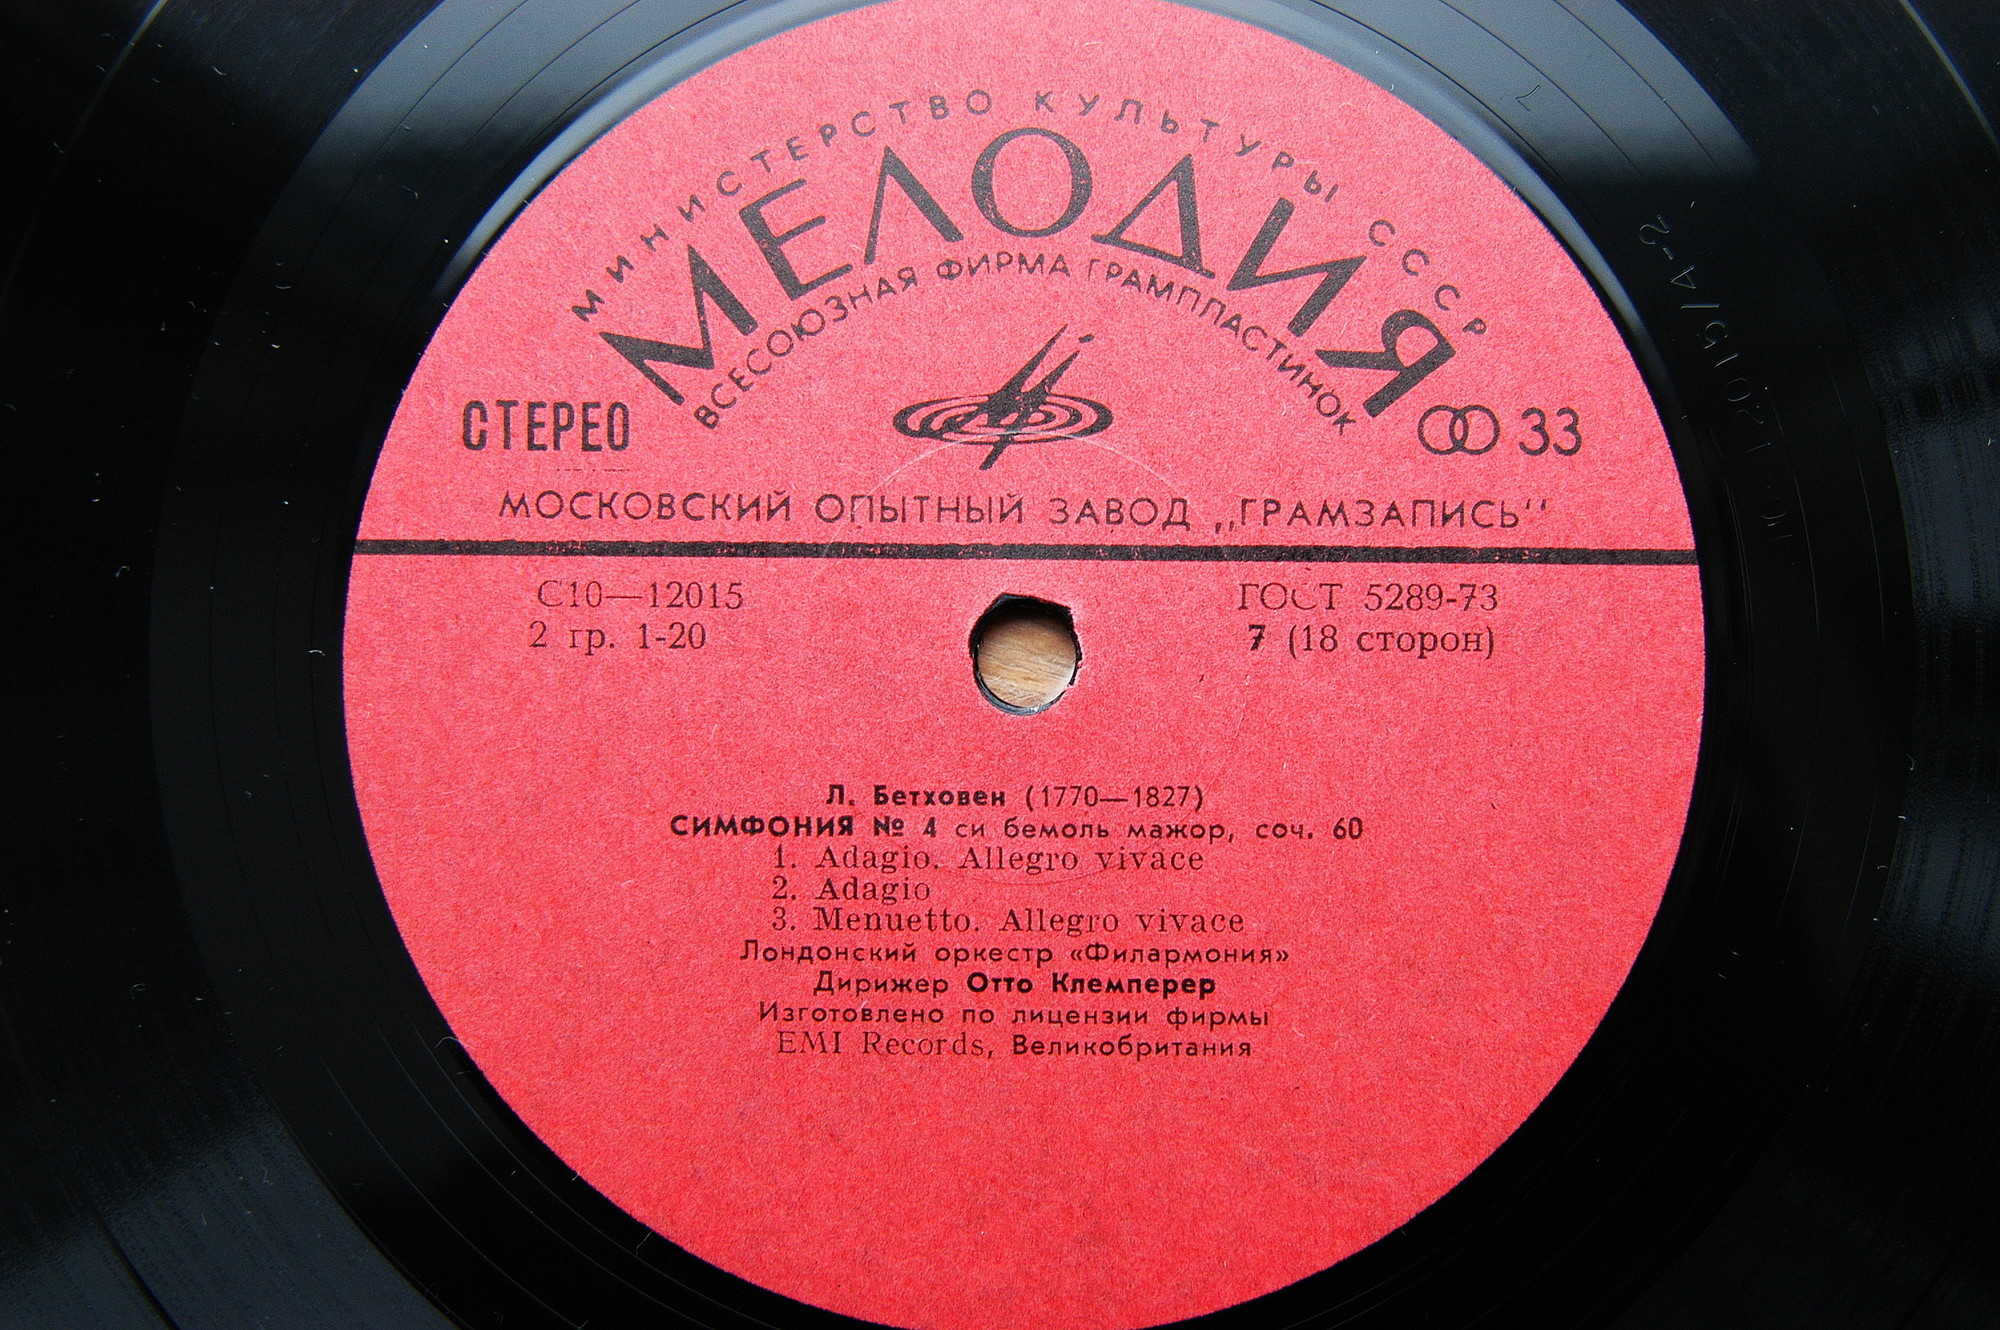 МИНИСТЕРСТВО КУЛЬТУРЫ СССР
МЕЛОДИЯ
ВСЕСОЮЗНАЯ ФИРМА ГРАМПЛАСТИНОК
СТЕРЕО
33
МОСКОВСКИЙ ОПЫТНЫЙ ЗАВОД „ГРАМЗАПИСЬ“
С10—12015
ГОСТ 5289-73
2 гр. 1-20
7 (18 сторон)
Л. Бетховен (1770—1827)
СИМФОНИЯ № 4 си бемоль мажор, соч. 60
1. Adagio. Allegro vivace
2. Adagio
3. Menuetto. Allegro vivace
Лондонский оркестр «Филармония»
Дирижер Отто Клемперер
Изготовлено по лицензии фирмы
EMI Records, Великобритания